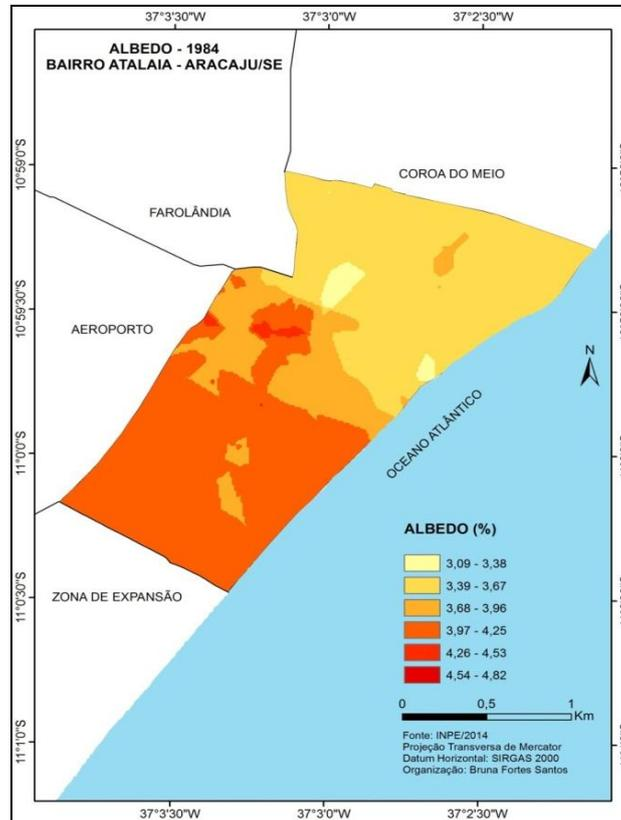 37°3'30"W 37°3'0"W 37°2'30"W
ALBEDO - 1984
BAIRRO ATALAIA - ARACAJU/SE
10°59'0"S
COROA DO MEIO
FAROLÂNDIA
10°59'30"S
AEROPORTO
N
OCEANO ATLÂNTICO
11°0'0"S
ALBEDO (%)
3,09 - 3,38
3,39 - 3,67
3,68 - 3,96
3,97 - 4,25
4,26 - 4,53
4,54 - 4,82
ZONA DE EXPANSÃO
11°0'30"S
0 0,5 1
Km
Fonte: INPE/2014
Projeção Transversa de Mercator
Datum Horizontal: SIRGAS 2000
Organização: Bruna Fortes Santos
11°1'0"S
37°3'30"W 37°3'0"W 37°2'30"W